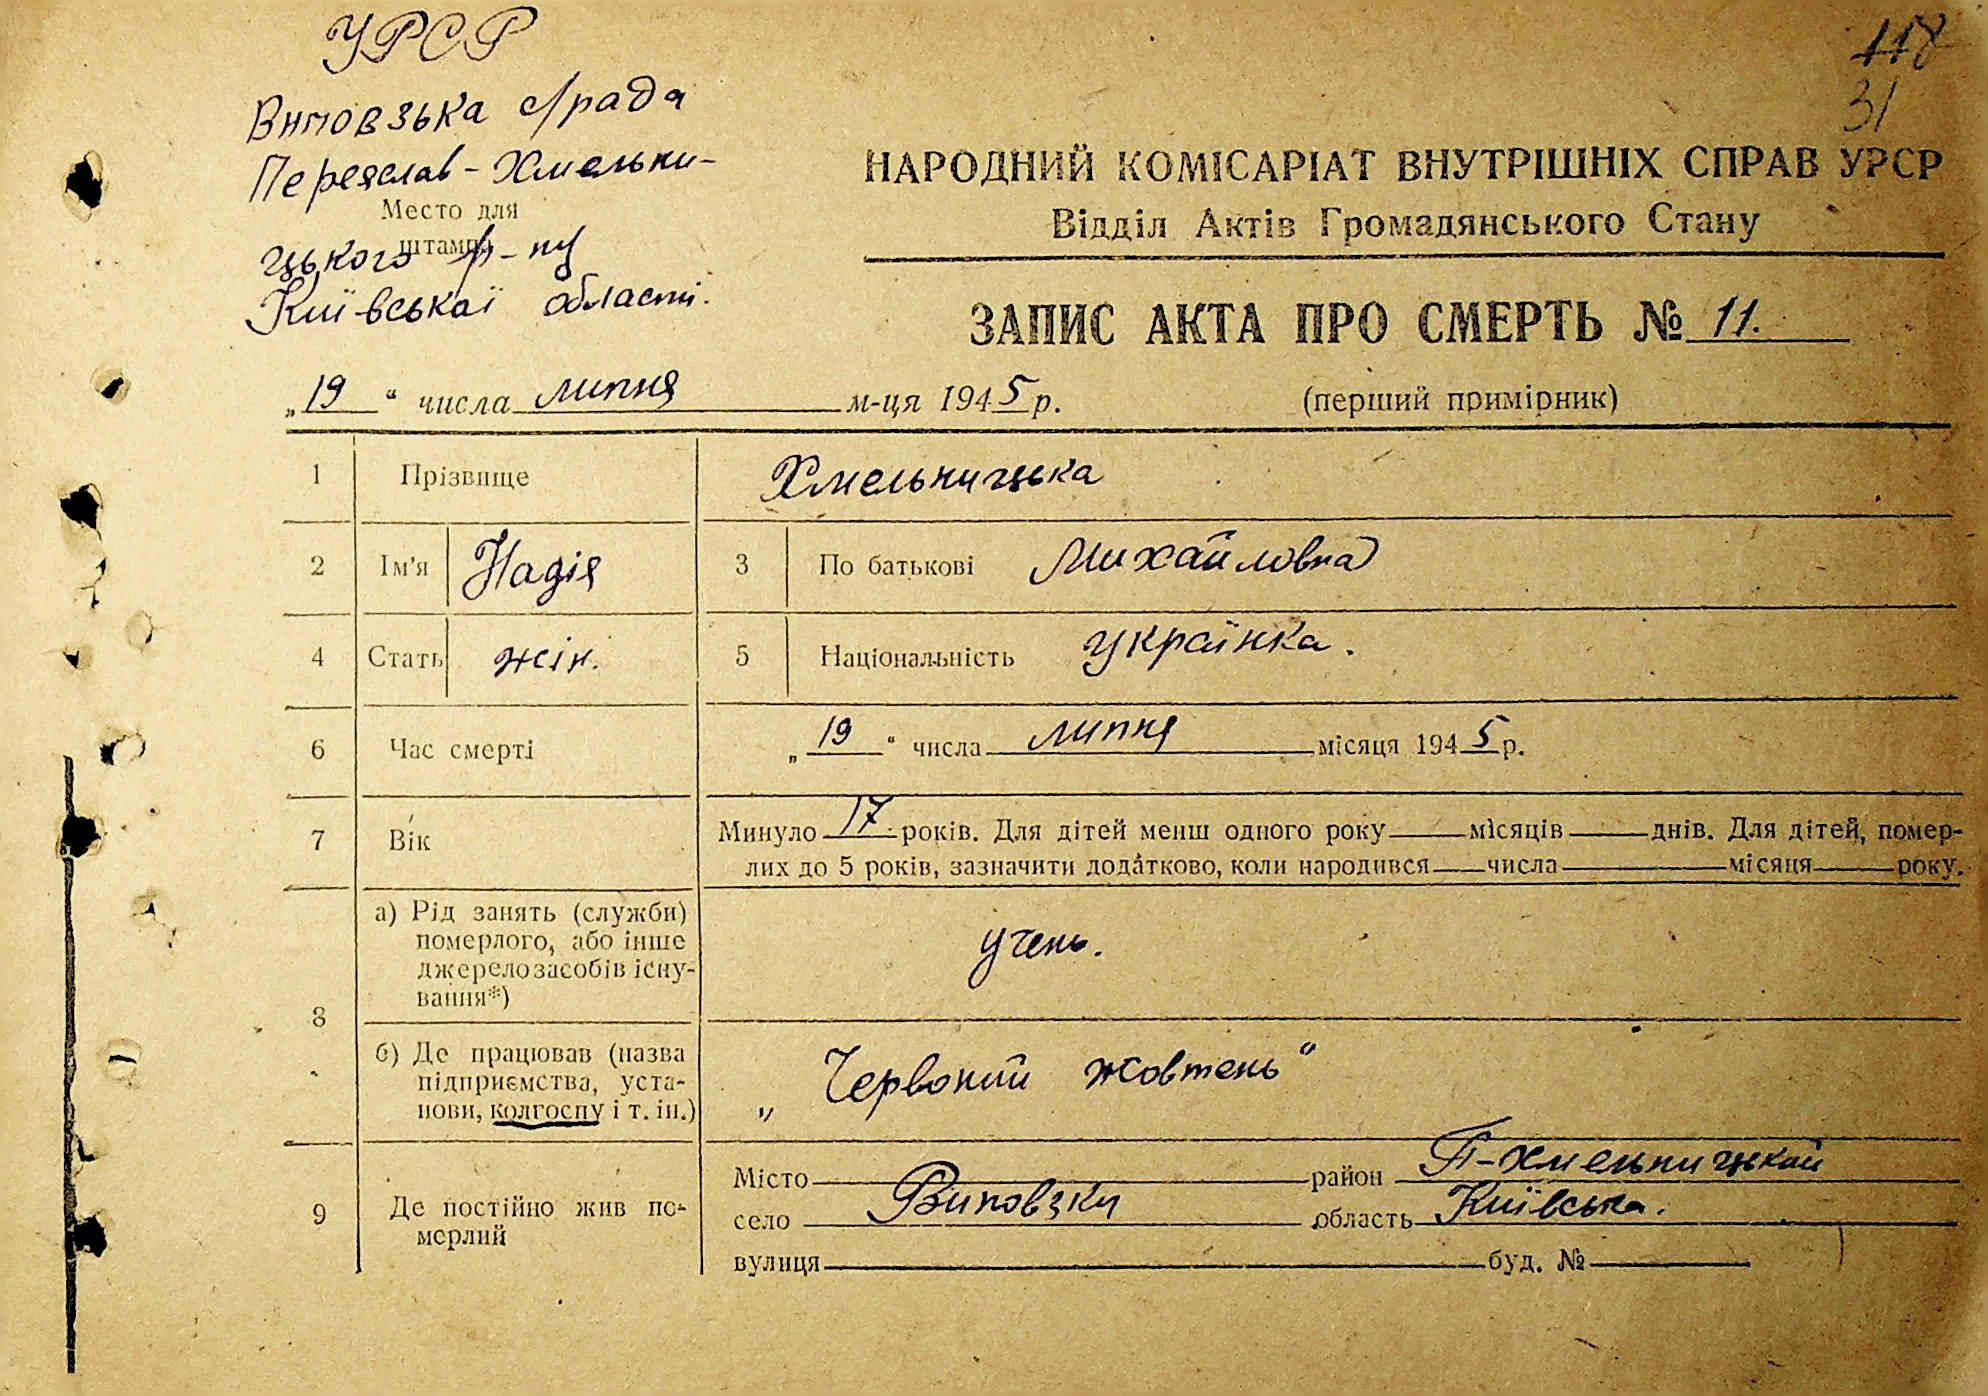 УРСР
Виповзька с/рада
Переяслав-Хмельни-
Место для
штампа
цького р-ну
Київської області.
118
31
НАРОДНИЙ КОМІСАРІАТ ВНУТРІШНІХ СПРАВ УРСР
Відділ Актів Громадянського Стану
ЗАПИС АКТА ПРО СМЕРТЬ № 11.
„19“ числа липня м-ця 1945 р. (перший примірник)
1 Прізвище Хмельницька
2 Ім'я Надія 3 По батькові Михайловна
4 Стать жін. 5 Національність українка.
6 Час смерті „19“ числа липня місяця 1945 р.
7 Вік Минуло 17 років. Для дітей менш одного року місяців днів. Для дітей, помер-
лих до 5 років, зазначити додатково, коли народився числа місяця року.
8 а) Рід занять (служби)
померлого, або інше
джерело засобів існу-
вання*)
учень.
б) Де працював (назва
підприємства, уста-
нови, колгоспу і т. ін.)
„Червоний жовтень“
9 Де постійно жив по-
мерлий
Місто район П-Хмельницькай
село Виповзки область Київська.
вулиця буд. №